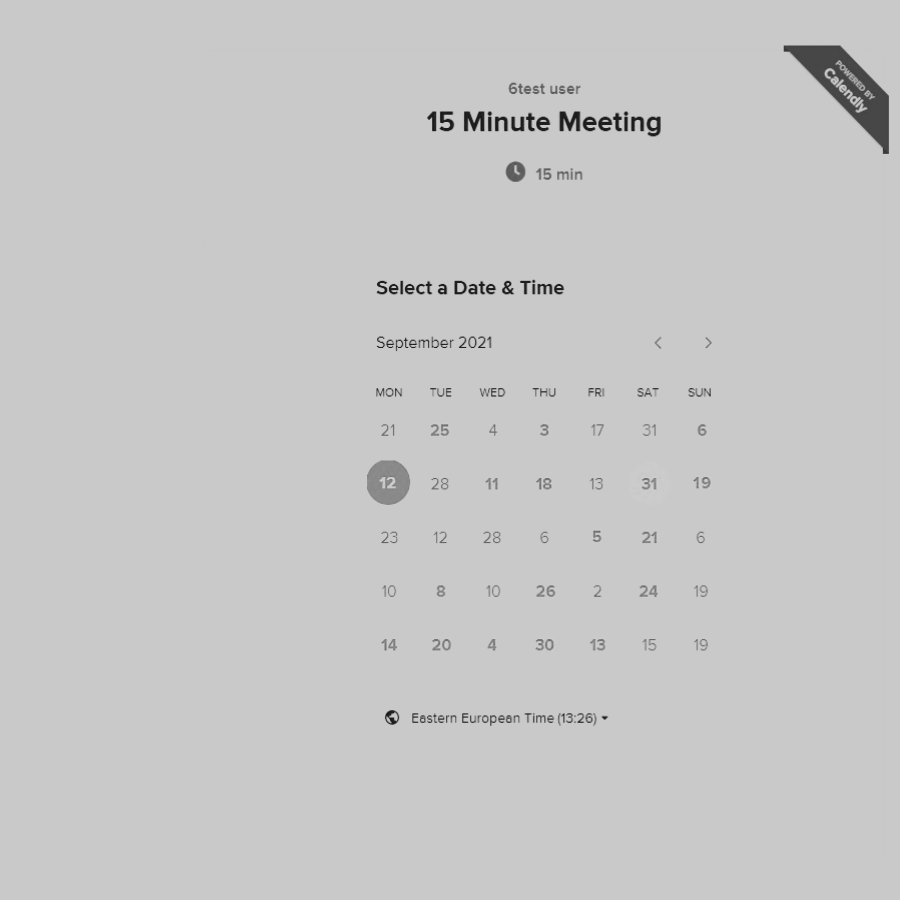 POWERED BY
Calendly
6test user
15 Minute Meeting
15 min
Select a Date & Time
September 2021
MON TUE WED THU FRI SAT SUN
21 25 4 3 17 31 6
12 28 11 18 13 31 19
23 12 28 6 5 21 6
10 8 10 26 2 24 19
14 20 4 30 13 15 19
Eastern European Time (13:26)